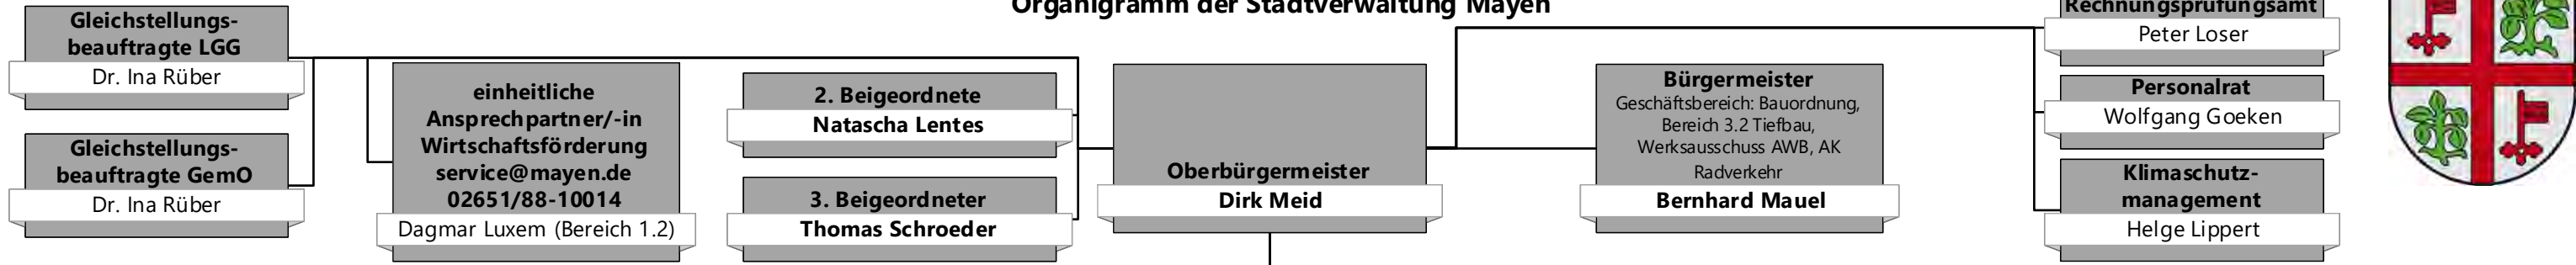 Organigramm der Stadtverwaltung Mayen
Gleichstellungs-
beauftragte LGG
Dr. Ina Rüber
Gleichstellungs-
beauftragte GemO
Dr. Ina Rüber
einheitliche
Ansprechpartner/-in
Wirtschaftsförderung
service@mayen.de
02651/88-10014
Dagmar Luxem (Bereich 1.2)
2. Beigeordnete
Natascha Lentes
3. Beigeordneter
Thomas Schroeder
Oberbürgermeister
Dirk Meid
Bürgermeister
Geschäftsbereich: Bauordnung,
Bereich 3.2 Tiefbau,
Werksausschuss AWB, AK
Radverkehr
Bernhard Mauel
Rechnungsprüfungsamt
Peter Loser
Personalrat
Wolfgang Goeken
Klimaschutz-
management
Helge Lippert